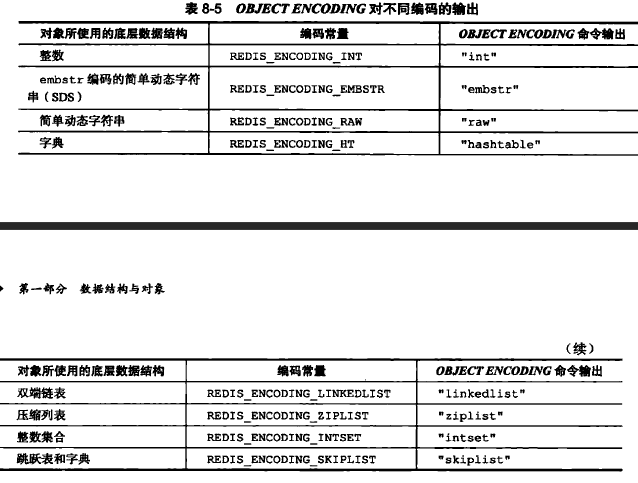 表 8-5 OBJECT ENCODING 对不同编码的输出
对象所使用的底层数据结构 编码常量 OBJECT ENCODING 命令输出
整数 REDIS_ENCODING_INT "int"
embstr 编码的简单动态字符
串（SDS） REDIS_ENCODING_EMBSTR "embstr"
简单动态字符串 REDIS_ENCODING_RAW "raw"
字典 REDIS_ENCODING_HT "hashtable"
第一部分 数据结构与对象
（续）
对象所使用的底层数据结构 编码常量 OBJECT ENCODING 命令输出
双端链表 REDIS_ENCODING_LINKEDLIST "linkedlist"
压缩列表 REDIS_ENCODING_ZIPLIST "ziplist"
整数集合 REDIS_ENCODING_INTSET "intset"
跳跃表和字典 REDIS_ENCODING_SKIPLIST "skiplist"